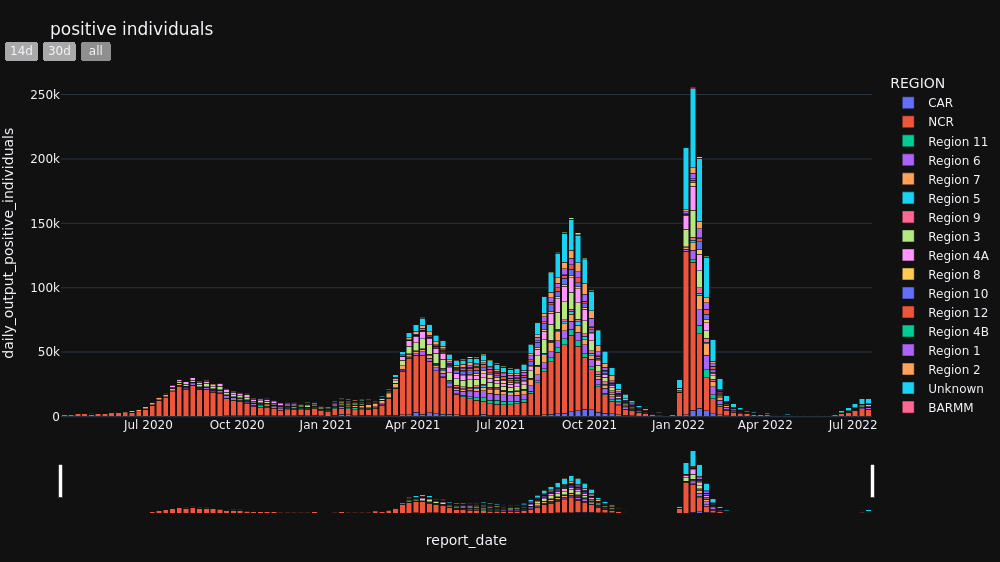 positive individuals
14d 30d all
daily_output_positive_individuals
250k
200k
150k
100k
50k
0
Jul 2020 Oct 2020 Jan 2021 Apr 2021 Jul 2021 Oct 2021 Jan 2022 Apr 2022 Jul 2022
report_date
REGION
CAR
NCR
Region 11
Region 6
Region 7
Region 5
Region 9
Region 3
Region 4A
Region 8
Region 10
Region 12
Region 4B
Region 1
Region 2
Unknown
BARMM